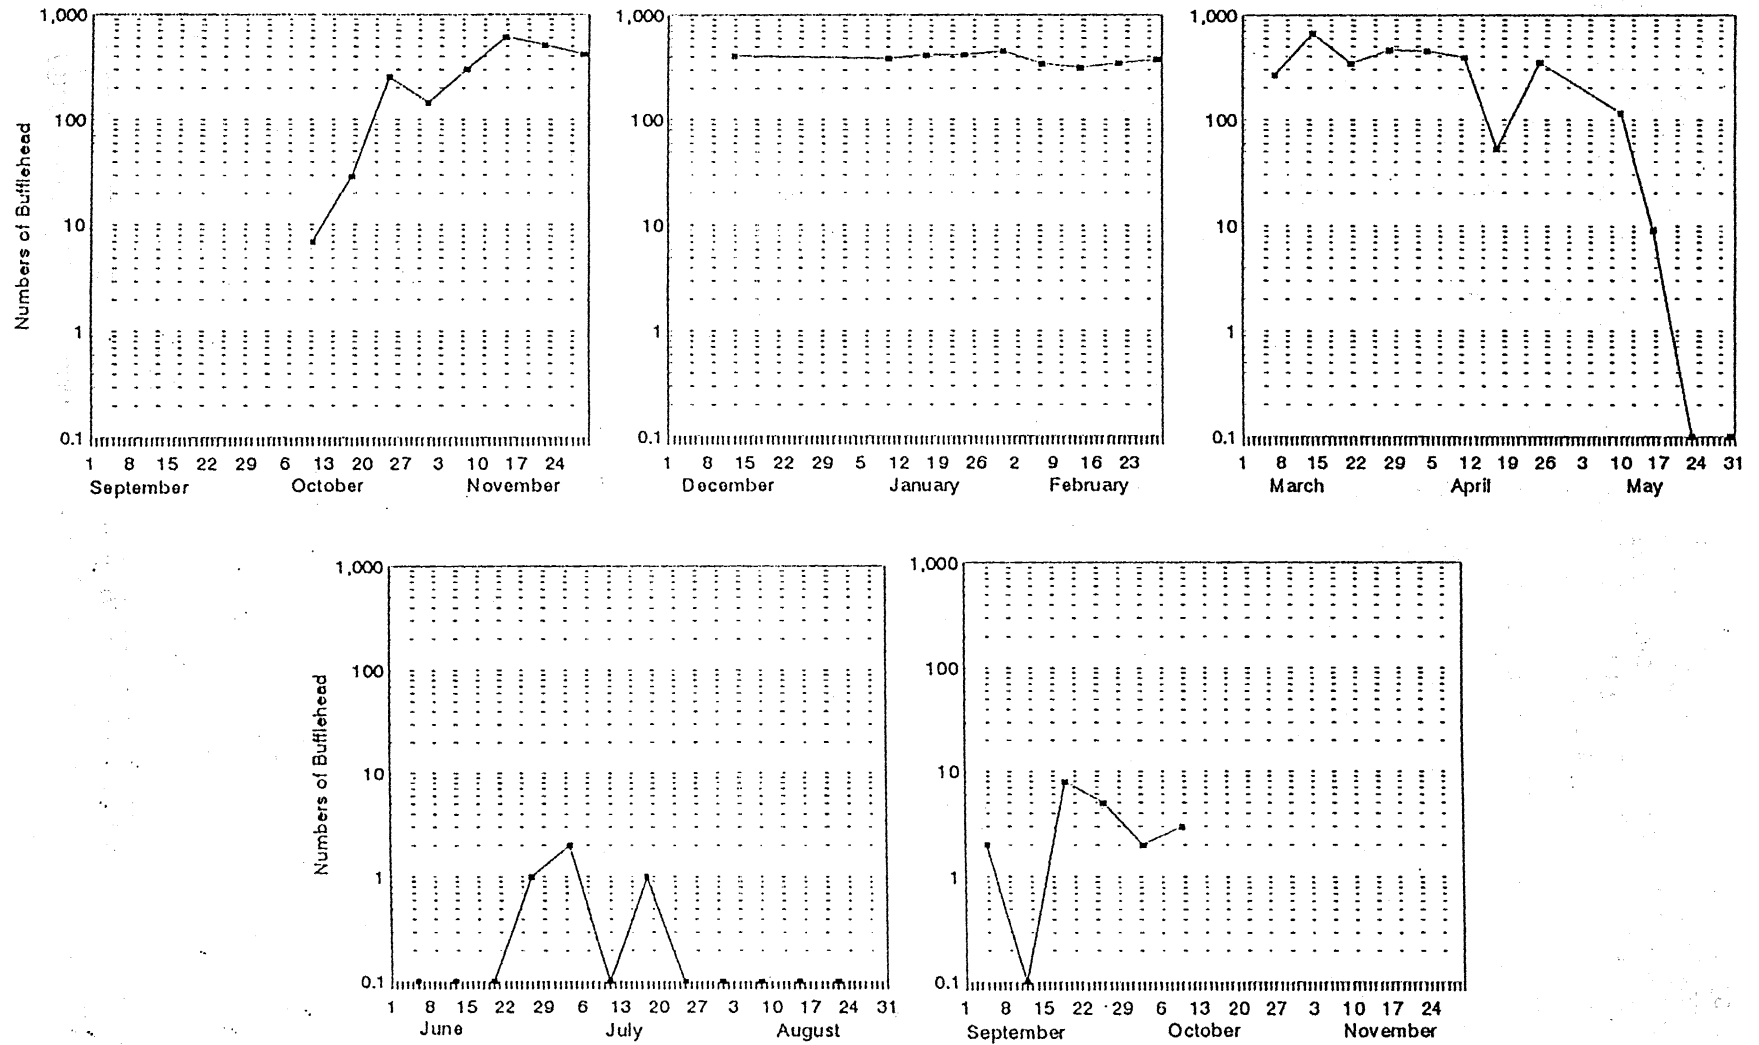 1,000 1,000 1,000
100 100 100
10 10 10
1 1 1
0.1 0.1 0.1
Numbers of Bufflehead
1 8 15 22 29 6 13 20 27 3 10 17 24
September October November
1 8 15 22 29 5 12 19 26 2 9 16 23
December January February
1 8 15 22 29 5 12 19 26 3 10 17 24 31
March April May
1,000 1,000
100 100
10 10
1 1
0.1 0.1
Numbers of Bufflehead
1 8 15 22 29 6 13 20 27 3 10 17 24 31
June July August
1 8 15 22 29 6 13 20 27 3 10 17 24
September October November